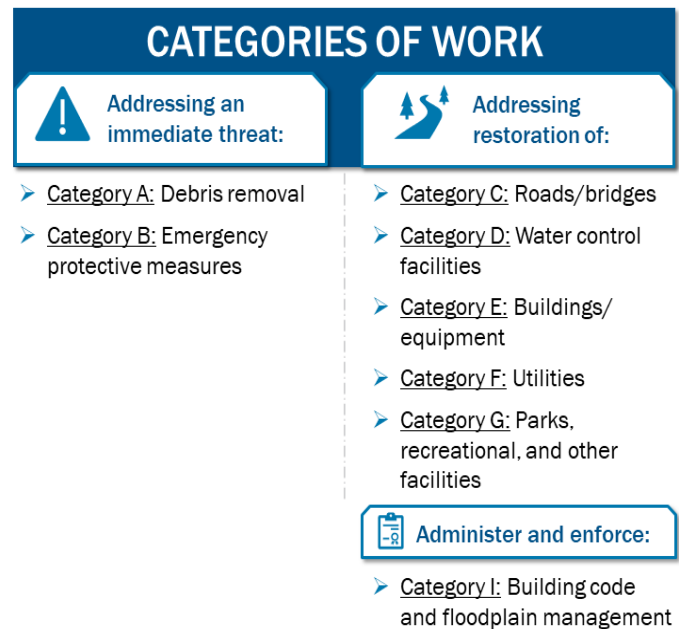 CATEGORIES OF WORK
Addressing an
immediate threat:
Category A: Debris removal
Category B: Emergency
protective measures
Addressing
restoration of:
Category C: Roads/bridges
Category D: Water control
facilities
Category E: Buildings/
equipment
Category F: Utilities
Category G: Parks,
recreational, and other
facilities
Administer and enforce:
Category I: Building code
and floodplain management